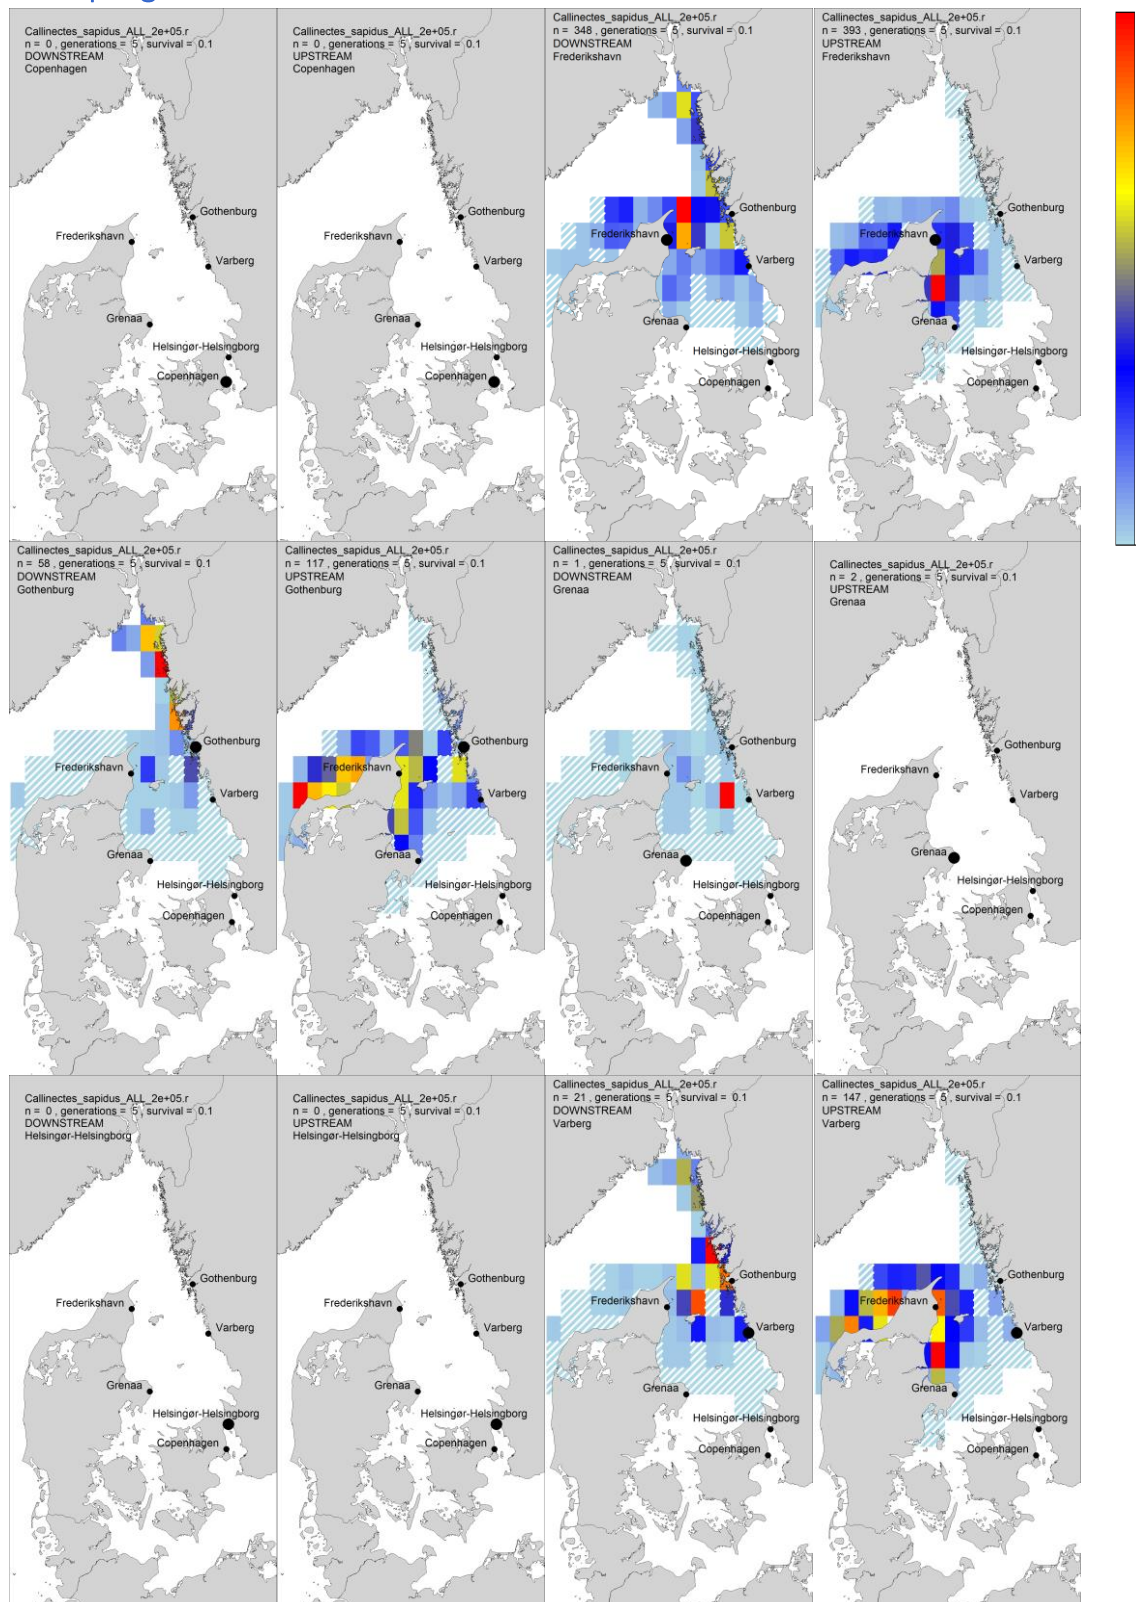 Callinectes_sapidus_ALL_2e+05.r
n = 0 , generations = 5 , survival = 0.1
DOWNSTREAM
Copenhagen
Gothenburg
Frederikshavn
Varberg
Grenaa
Helsingør-Helsingborg
Copenhagen
Callinectes_sapidus_ALL_2e+05.r
n = 0 , generations = 5 , survival = 0.1
UPSTREAM
Copenhagen
Gothenburg
Frederikshavn
Varberg
Grenaa
Helsingør-Helsingborg
Copenhagen
Callinectes_sapidus_ALL_2e+05.r
n = 348 , generations = 5 , survival = 0.1
DOWNSTREAM
Frederikshavn
Gothenburg
Frederikshavn
Varberg
Grenaa
Helsingør-Helsingborg
Copenhagen
Callinectes_sapidus_ALL_2e+05.r
n = 393 , generations = 5 , survival = 0.1
UPSTREAM
Frederikshavn
Gothenburg
Frederikshavn
Varberg
Grenaa
Helsingør-Helsingborg
Copenhagen
Callinectes_sapidus_ALL_2e+05.r
n = 58 , generations = 5 , survival = 0.1
DOWNSTREAM
Gothenburg
Gothenburg
Frederikshavn
Varberg
Grenaa
Helsingør-Helsingborg
Copenhagen
Callinectes_sapidus_ALL_2e+05.r
n = 117 , generations = 5 , survival = 0.1
UPSTREAM
Gothenburg
Gothenburg
Frederikshavn
Varberg
Grenaa
Helsingør-Helsingborg
Copenhagen
Callinectes_sapidus_ALL_2e+05.r
n = 1 , generations = 5 , survival = 0.1
DOWNSTREAM
Grenaa
Gothenburg
Frederikshavn
Varberg
Grenaa
Helsingør-Helsingborg
Copenhagen
Callinectes_sapidus_ALL_2e+05.r
n = 2 , generations = 5 , survival = 0.1
UPSTREAM
Grenaa
Gothenburg
Frederikshavn
Varberg
Grenaa
Helsingør-Helsingborg
Copenhagen
Callinectes_sapidus_ALL_2e+05.r
n = 0 , generations = 5 , survival = 0.1
DOWNSTREAM
Helsingør-Helsingborg
Gothenburg
Frederikshavn
Varberg
Grenaa
Helsingør-Helsingborg
Copenhagen
Callinectes_sapidus_ALL_2e+05.r
n = 0 , generations = 5 , survival = 0.1
UPSTREAM
Helsingør-Helsingborg
Gothenburg
Frederikshavn
Varberg
Grenaa
Helsingør-Helsingborg
Copenhagen
Callinectes_sapidus_ALL_2e+05.r
n = 21 , generations = 5 , survival = 0.1
DOWNSTREAM
Varberg
Gothenburg
Frederikshavn
Varberg
Grenaa
Helsingør-Helsingborg
Copenhagen
Callinectes_sapidus_ALL_2e+05.r
n = 147 , generations = 5 , survival = 0.1
UPSTREAM
Varberg
Gothenburg
Frederikshavn
Varberg
Grenaa
Helsingør-Helsingborg
Copenhagen